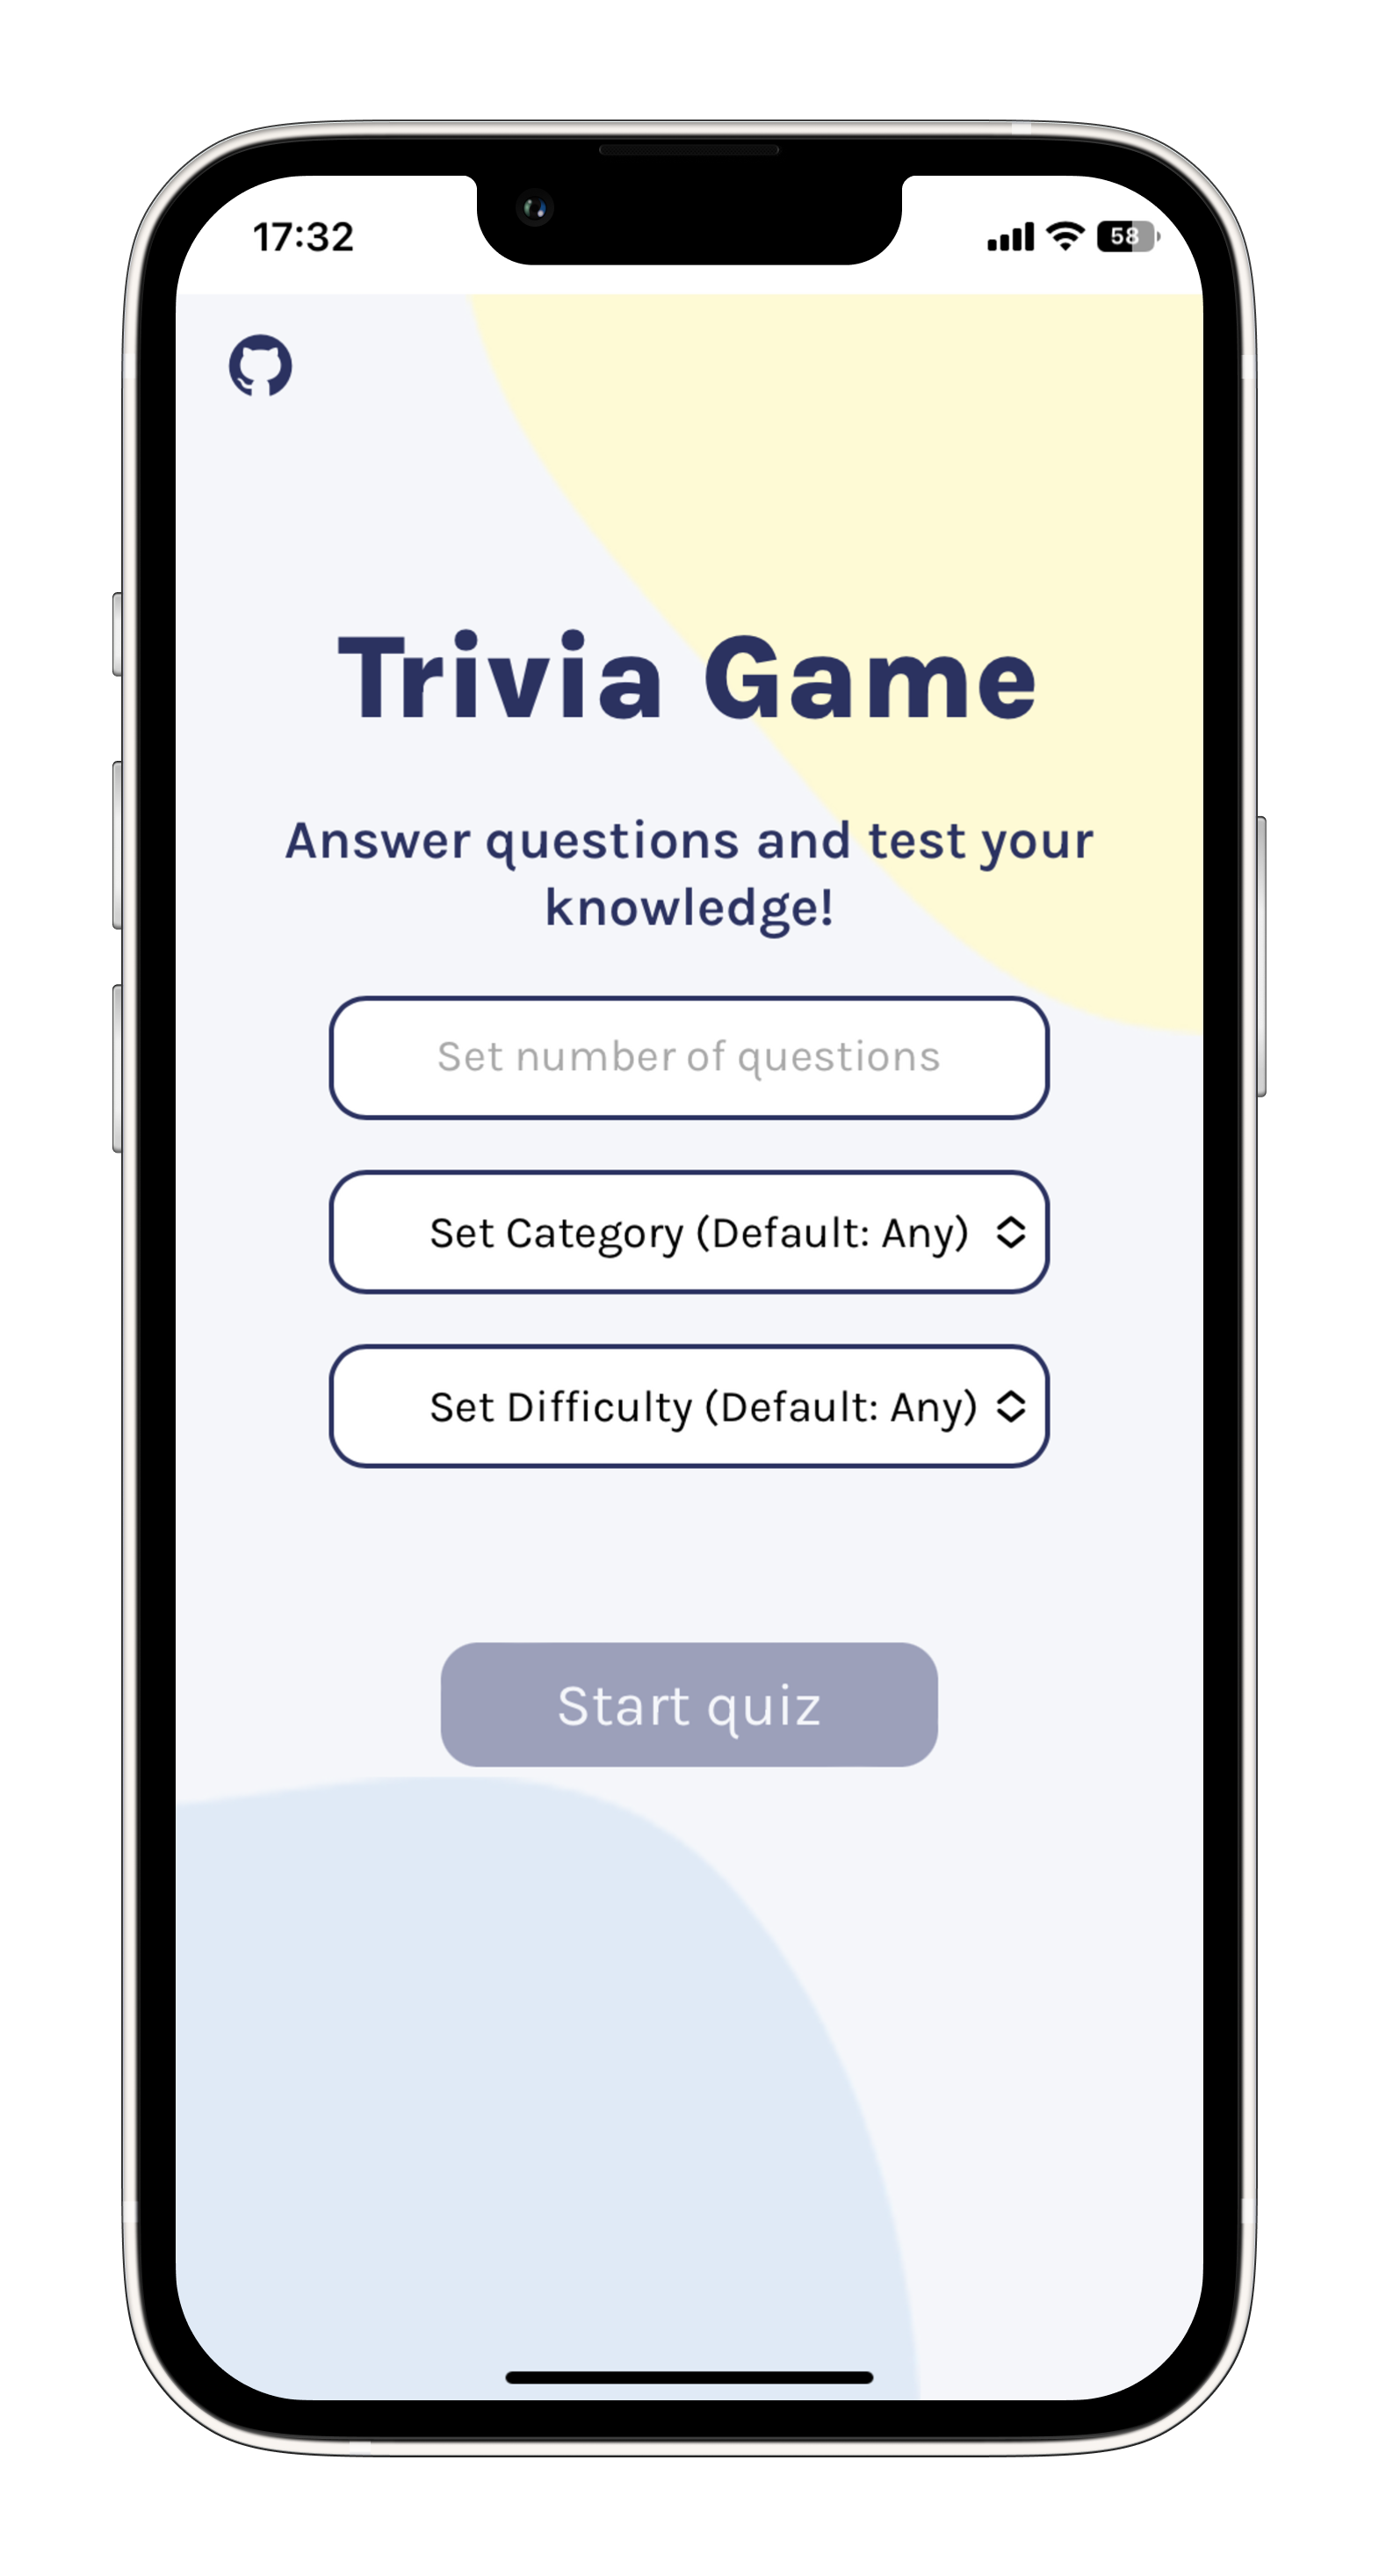 17:32
58
Trivia Game
Answer questions and test your
knowledge!
Set number of questions
Set Category (Default: Any)
Set Difficulty (Default: Any)
Start quiz